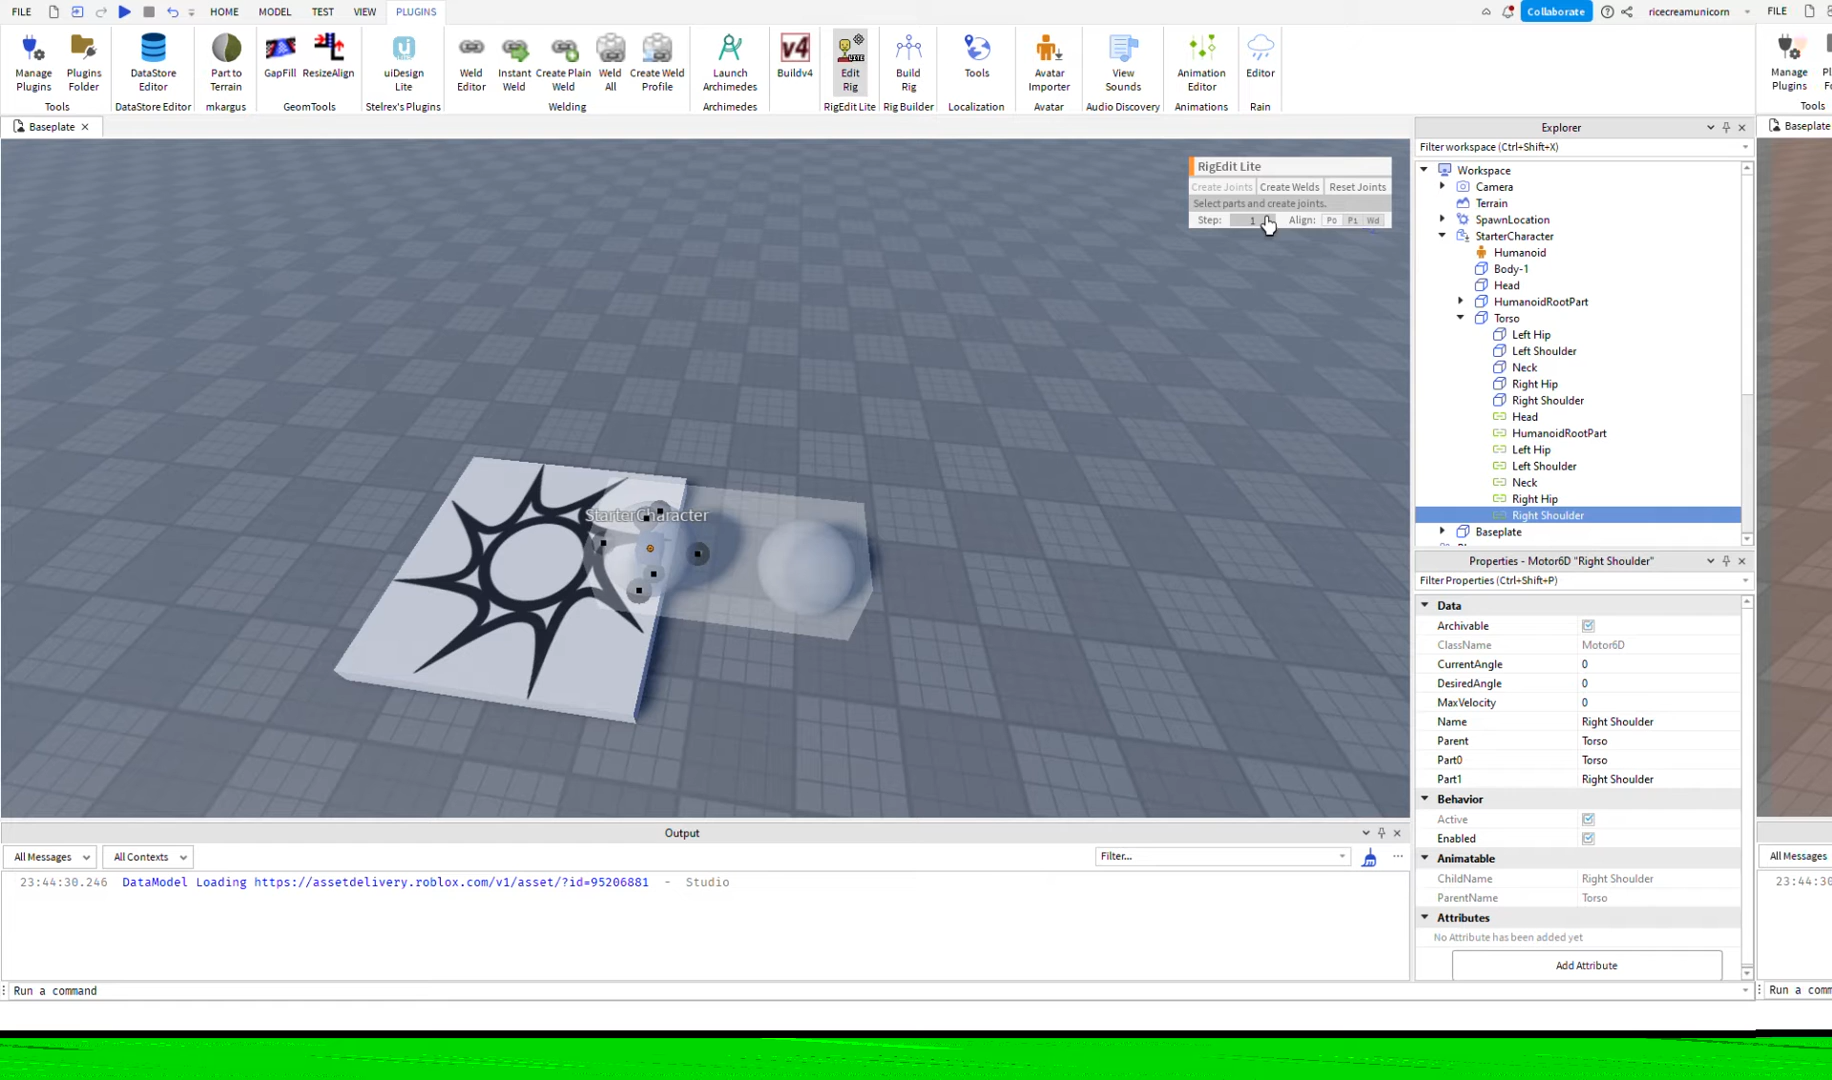 FILE HOME MODEL TEST VIEW PLUGINS Collaborate ricecreamunicorn FILE
Manage Plugins
Plugins Folder
DataStore Editor
Part to Terrain
GapFill
ResizeAlign
uiDesign Lite
Weld Editor
Instant Weld
Create Plain Weld
Weld All
Create Weld Profile
Launch Archimedes
v4
Buildv4
LITE
Edit Rig
Build Rig
Tools
Avatar Importer
View Sounds
Animation Editor
Editor
Manage Plugins
Tools DataStore Editor mkargus GeomTools Stelrex's Plugins Welding Archimedes RigEdit Lite Rig Builder Localization Avatar Audio Discovery Animations Rain Tools
Baseplate
Explorer
Baseplate
Filter workspace (Ctrl+Shift+X)
RigEdit Lite
Create Joints Create Welds Reset Joints
Select parts and create joints.
Step: 1 Align: Po P1 Wd
StarterCharacter
Workspace
Camera
Terrain
SpawnLocation
StarterCharacter
Humanoid
Body-1
Head
HumanoidRootPart
Torso
Left Hip
Left Shoulder
Neck
Right Hip
Right Shoulder
Head
HumanoidRootPart
Left Hip
Left Shoulder
Neck
Right Hip
Right Shoulder
Baseplate
Properties - Motor6D "Right Shoulder"
Filter Properties (Ctrl+Shift+P)
Data
Archivable
ClassName Motor6D
CurrentAngle 0
DesiredAngle 0
MaxVelocity 0
Name Right Shoulder
Parent Torso
Part0 Torso
Part1 Right Shoulder
Behavior
Active
Enabled
Animatable
ChildName Right Shoulder
ParentName Torso
Attributes
No Attribute has been added yet
Add Attribute
Output
All Messages All Contexts Filter...
23:44:30.246 DataModel Loading https://assetdelivery.roblox.com/v1/asset/?id=95206881 - Studio
Run a command
All Messages
23:44:30
Run a comm